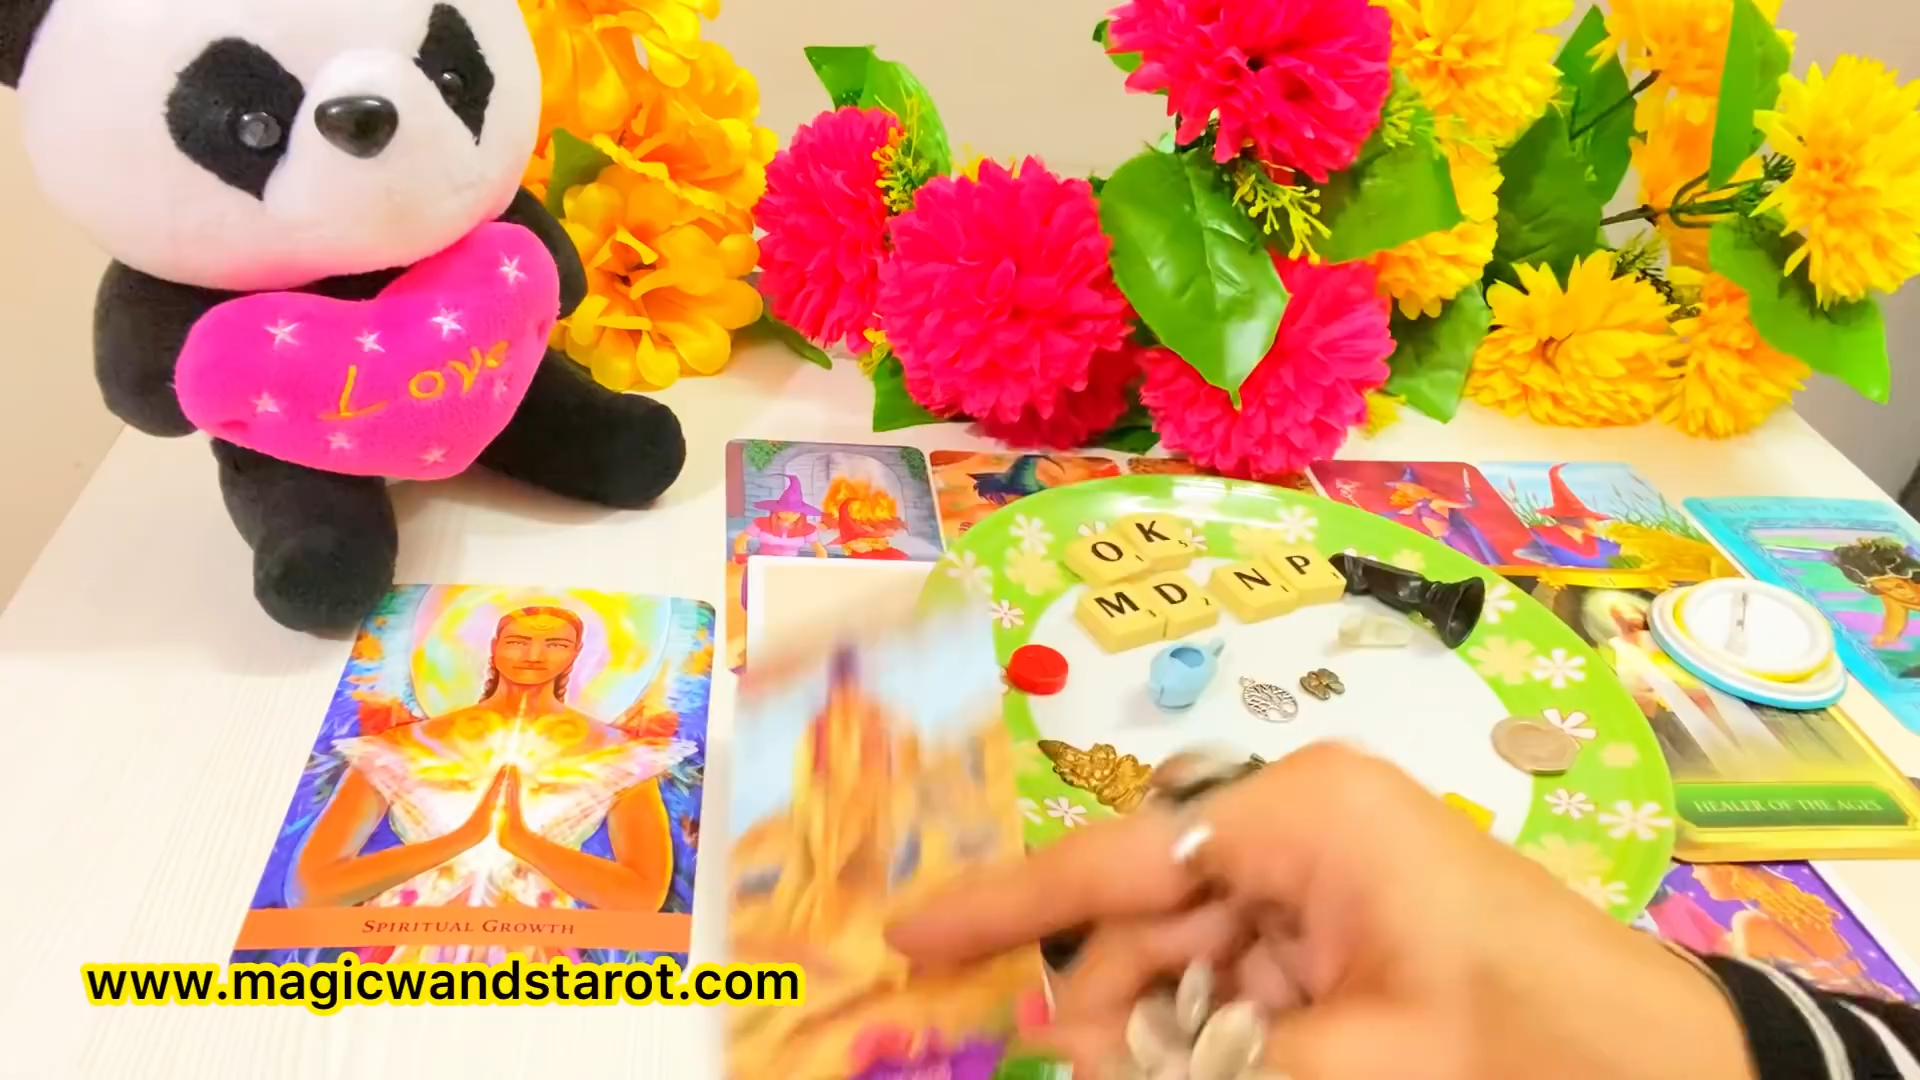 Love
OK
MD NP
HEALER OF THE AGES
SPIRITUAL GROWTH
www.magicwandstarot.com